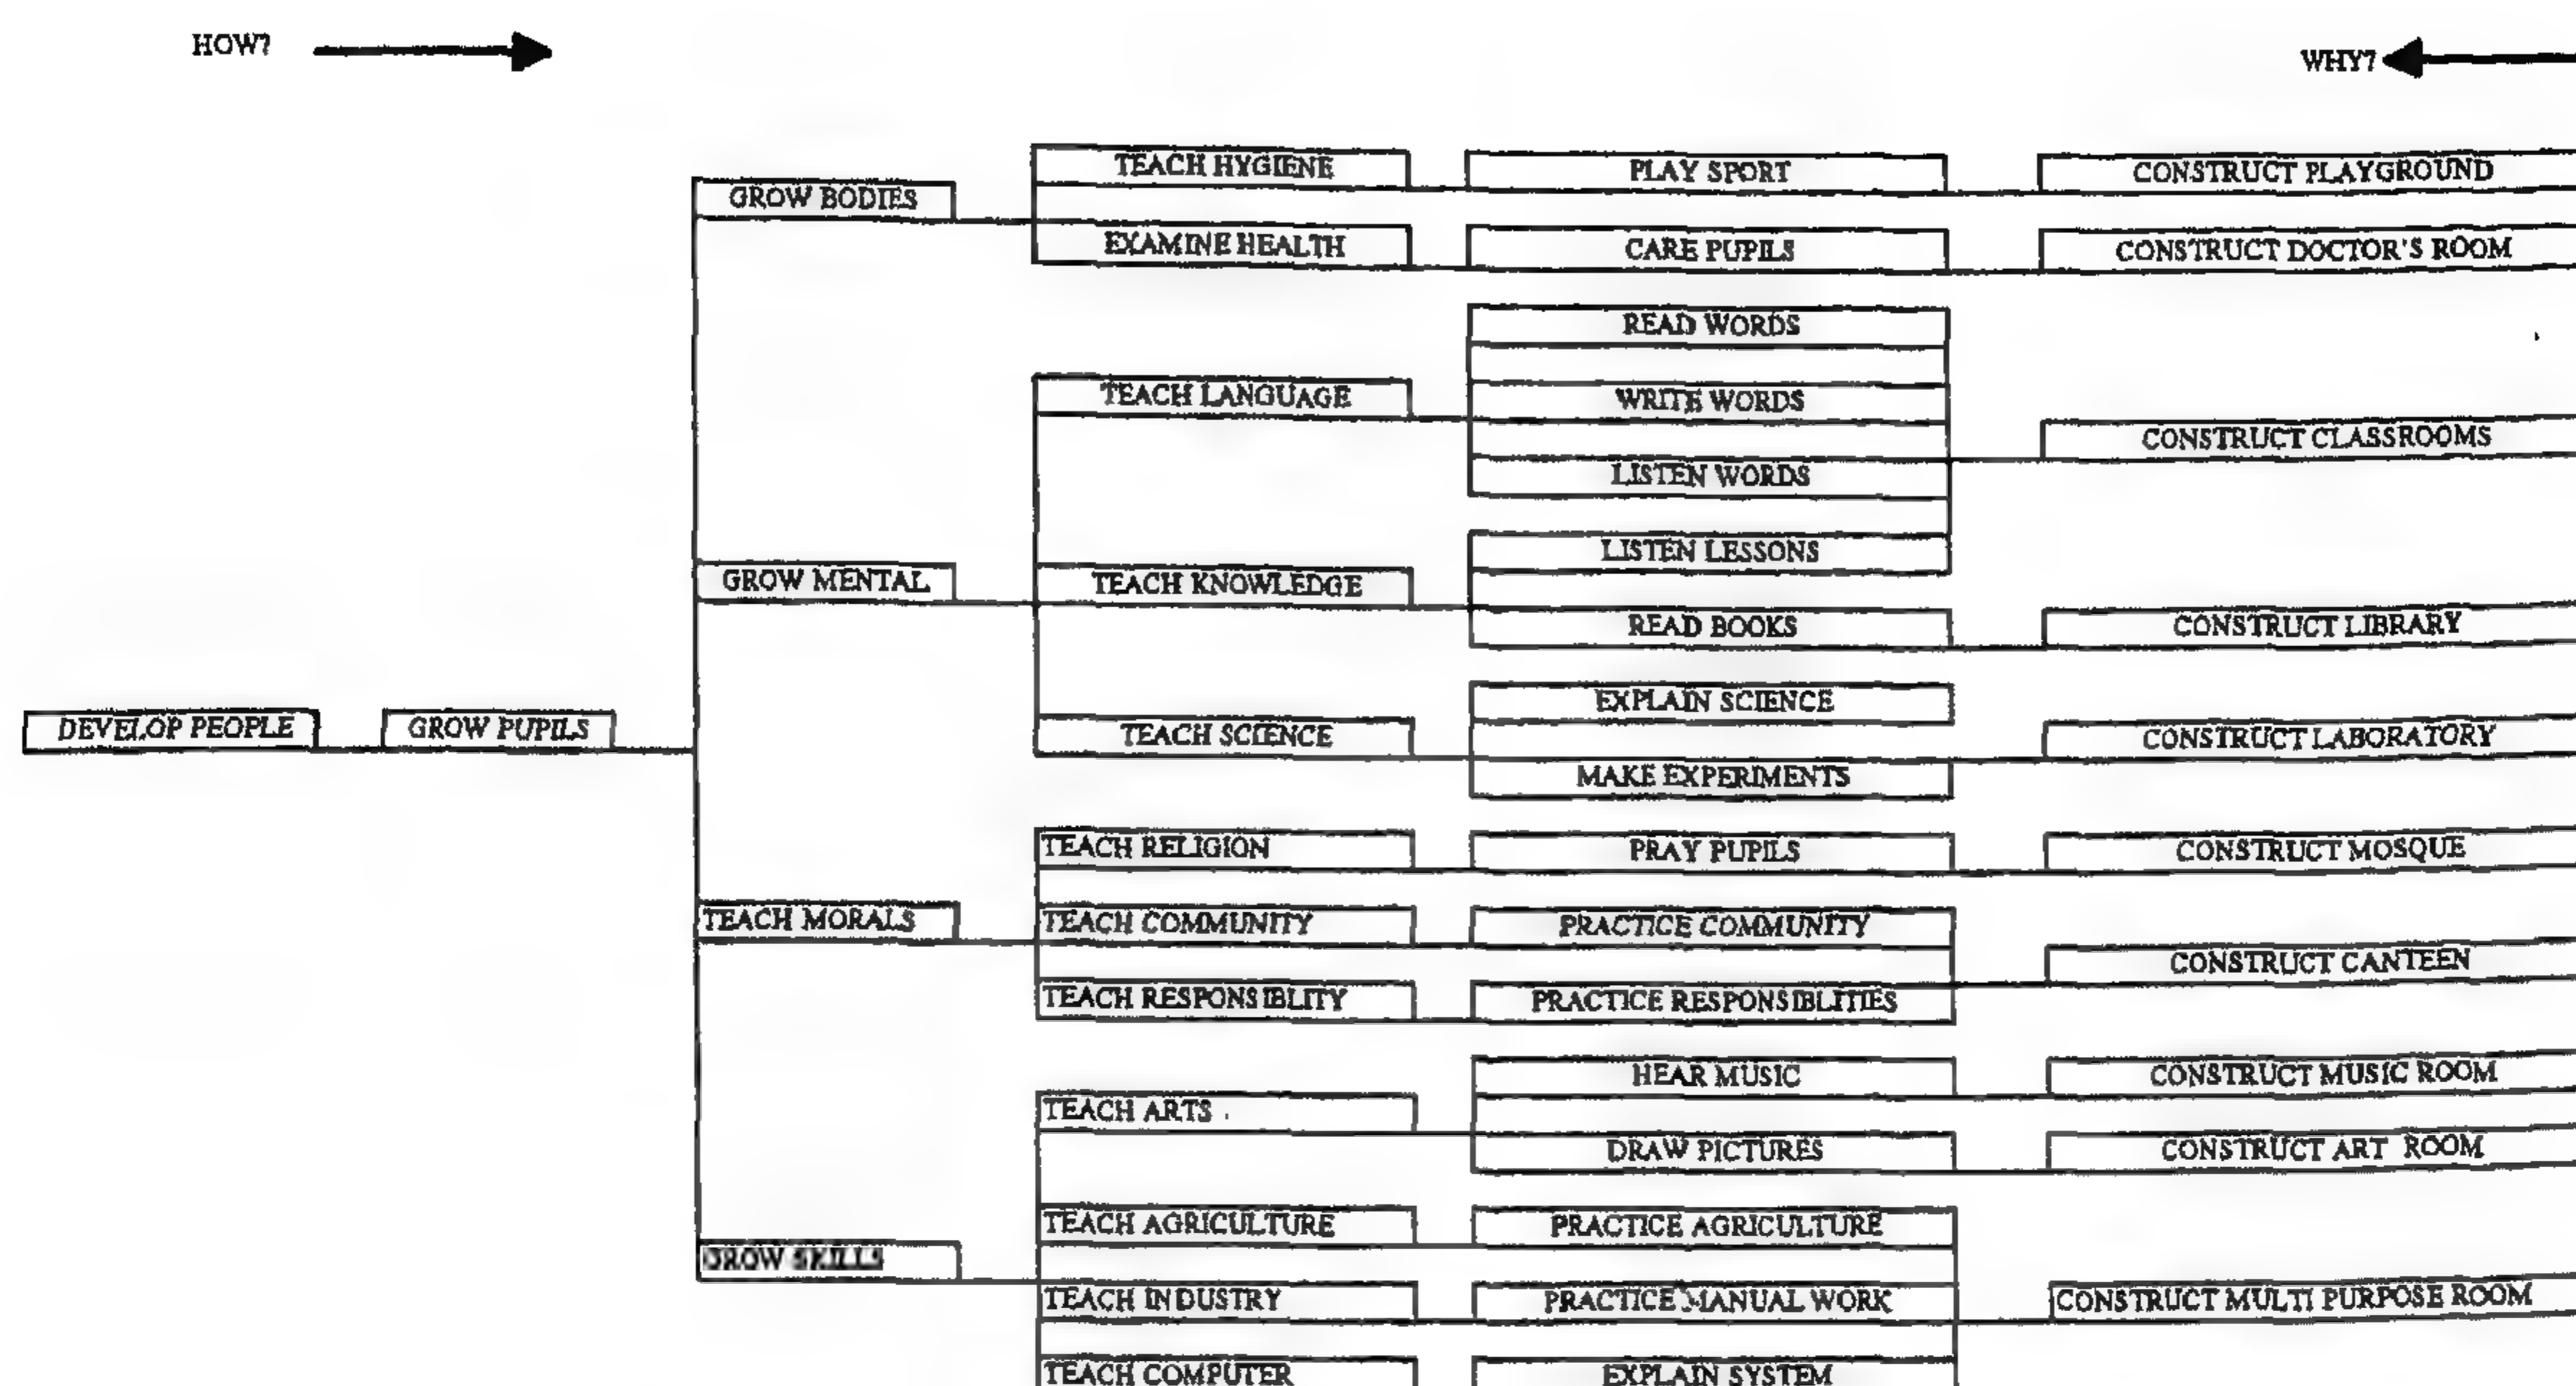 HOW?
WHY?
TEACH HYGIENE
PLAY SPORT
CONSTRUCT PLAYGROUND
GROW BODIES
EXAMINE HEALTH
CARE PUPILS
CONSTRUCT DOCTOR'S ROOM
READ WORDS
TEACH LANGUAGE
WRITE WORDS
CONSTRUCT CLASSROOMS
LISTEN WORDS
LISTEN LESSONS
GROW MENTAL
TEACH KNOWLEDGE
READ BOOKS
CONSTRUCT LIBRARY
EXPLAIN SCIENCE
DEVELOP PEOPLE
GROW PUPILS
TEACH SCIENCE
CONSTRUCT LABORATORY
MAKE EXPERIMENTS
TEACH RELIGION
PRAY PUPILS
CONSTRUCT MOSQUE
TEACH MORALS
TEACH COMMUNITY
PRACTICE COMMUNITY
CONSTRUCT CANTEEN
TEACH RESPONSIBLITY
PRACTICE RESPONSIBLITIES
HEAR MUSIC
CONSTRUCT MUSIC ROOM
TEACH ARTS
DRAW PICTURES
CONSTRUCT ART ROOM
TEACH AGRICULTURE
PRACTICE AGRICULTURE
GROW SKILLS
TEACH INDUSTRY
PRACTICE MANUAL WORK
CONSTRUCT MULTI PURPOSE ROOM
TEACH COMPUTER
EXPLAIN SYSTEM